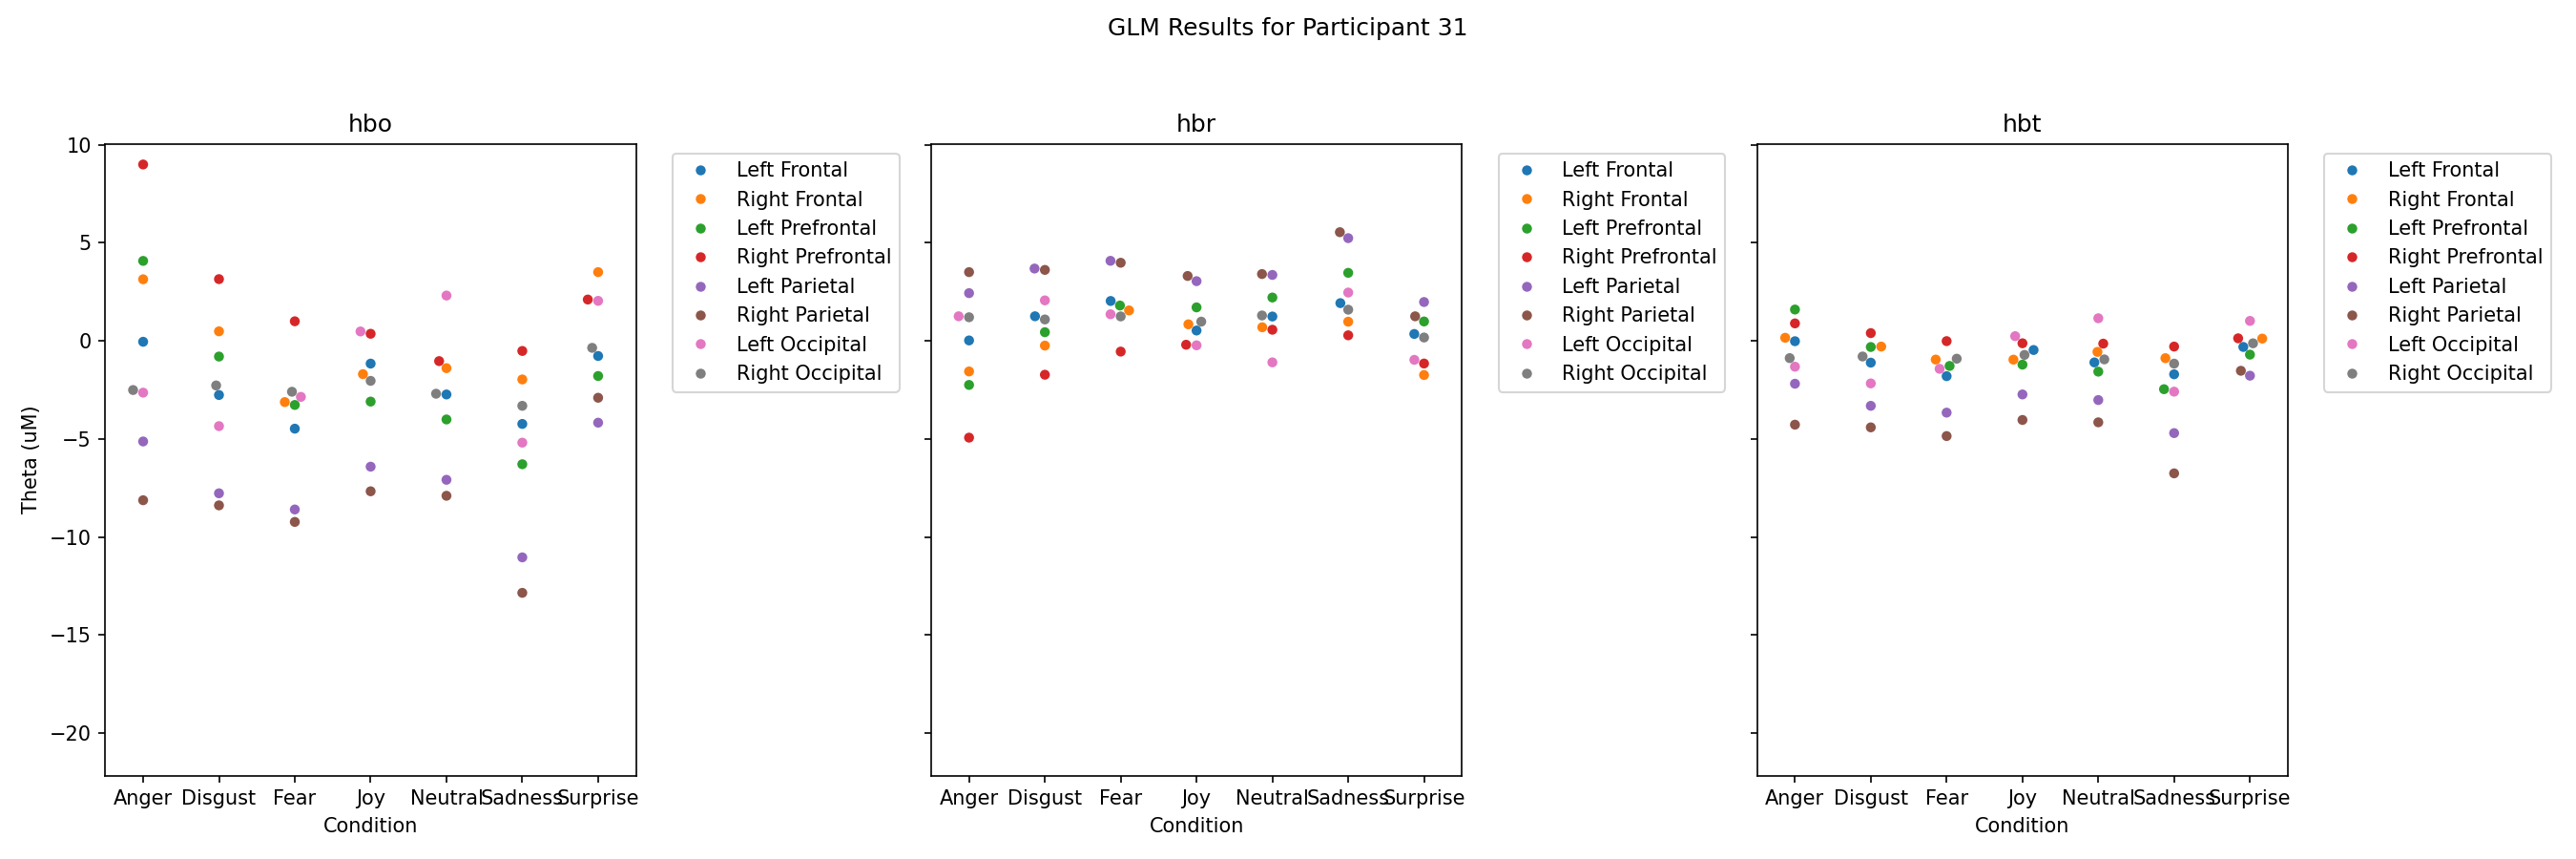 GLM Results for Participant 31
hbo
hbr
hbt
Theta (uM)
10
5
0
−5
−10
−15
−20
Anger Disgust Fear Joy Neutral Sadness Surprise
Condition
Left Frontal
Right Frontal
Left Prefrontal
Right Prefrontal
Left Parietal
Right Parietal
Left Occipital
Right Occipital
Anger Disgust Fear Joy Neutral Sadness Surprise
Condition
Left Frontal
Right Frontal
Left Prefrontal
Right Prefrontal
Left Parietal
Right Parietal
Left Occipital
Right Occipital
Anger Disgust Fear Joy Neutral Sadness Surprise
Condition
Left Frontal
Right Frontal
Left Prefrontal
Right Prefrontal
Left Parietal
Right Parietal
Left Occipital
Right Occipital